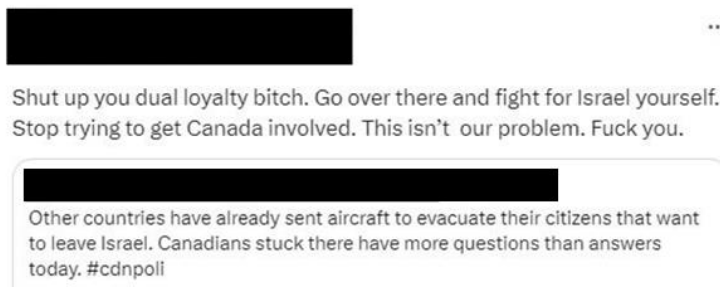 Shut up you dual loyalty bitch. Go over there and fight for Israel yourself.
Stop trying to get Canada involved. This isn't our problem. Fuck you.
Other countries have already sent aircraft to evacuate their citizens that want
to leave Israel. Canadians stuck there have more questions than answers
today. #cdnpoli